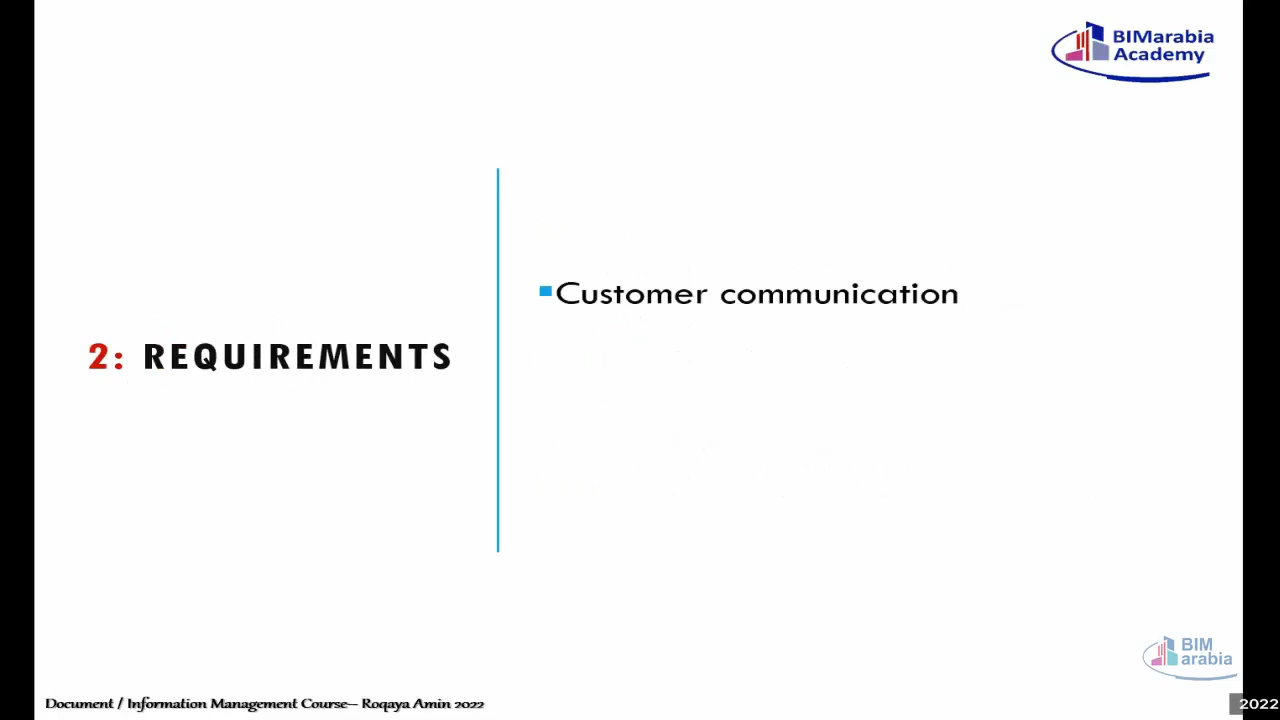 BIMarabia
Academy
2: REQUIREMENTS
Customer communication
BIM
arabia
Document / Information Management Course– Roqaya Amin 2022
2022